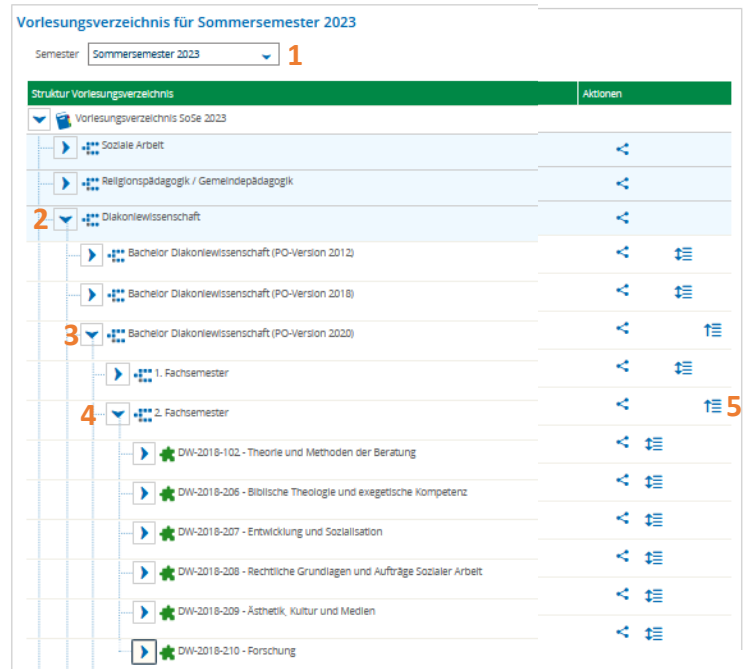 Vorlesungsverzeichnis für Sommersemester 2023
Semester Sommersemester 2023 1
Struktur Vorlesungsverzeichnis Aktionen
Vorlesungsverzeichnis SoSe 2023
Soziale Arbeit
Religionspädagogik / Gemeindepädagogik
2 Diakoniewissenschaft
Bachelor Diakoniewissenschaft (PO-Version 2012)
Bachelor Diakoniewissenschaft (PO-Version 2018)
3 Bachelor Diakoniewissenschaft (PO-Version 2020)
1. Fachsemester
4 2. Fachsemester 5
DW-2018-102 - Theorie und Methoden der Beratung
DW-2018-206 - Biblische Theologie und exegetische Kompetenz
DW-2018-207 - Entwicklung und Sozialisation
DW-2018-208 - Rechtliche Grundlagen und Aufträge Sozialer Arbeit
DW-2018-209 - Ästhetik, Kultur und Medien
DW-2018-210 - Forschung